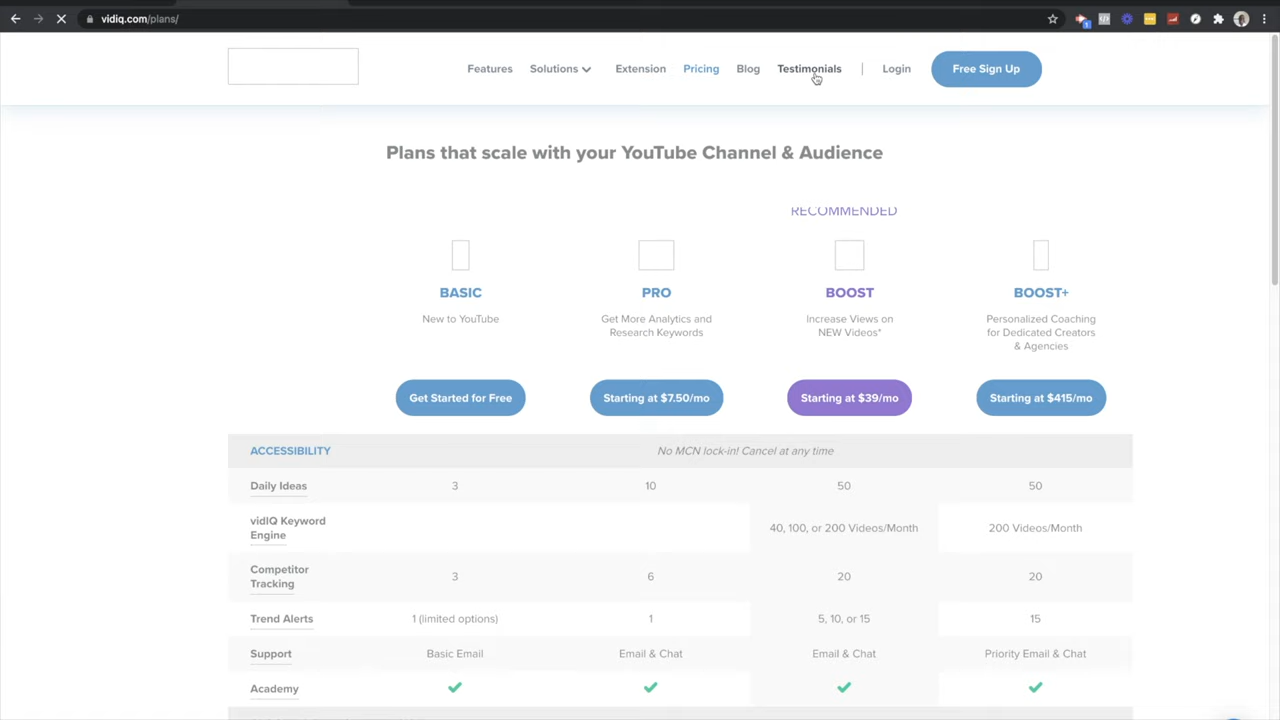 vidiq.com/plans/
Features Solutions Extension Pricing Blog Testimonials | Login Free Sign Up
Plans that scale with your YouTube Channel & Audience
RECOMMENDED
BASIC PRO BOOST BOOST+
New to YouTube Get More Analytics and Increase Views on Personalized Coaching
Research Keywords NEW Videos* for Dedicated Creators
& Agencies
Get Started for Free Starting at $7.50/mo Starting at $39/mo Starting at $415/mo
ACCESSIBILITY No MCN lock-in! Cancel at any time
Daily Ideas 3 10 50 50
vidIQ Keyword
Engine 40, 100, or 200 Videos/Month 200 Videos/Month
Competitor
Tracking 3 6 20 20
Trend Alerts 1 (limited options) 1 5, 10, or 15 15
Support Basic Email Email & Chat Email & Chat Priority Email & Chat
Academy